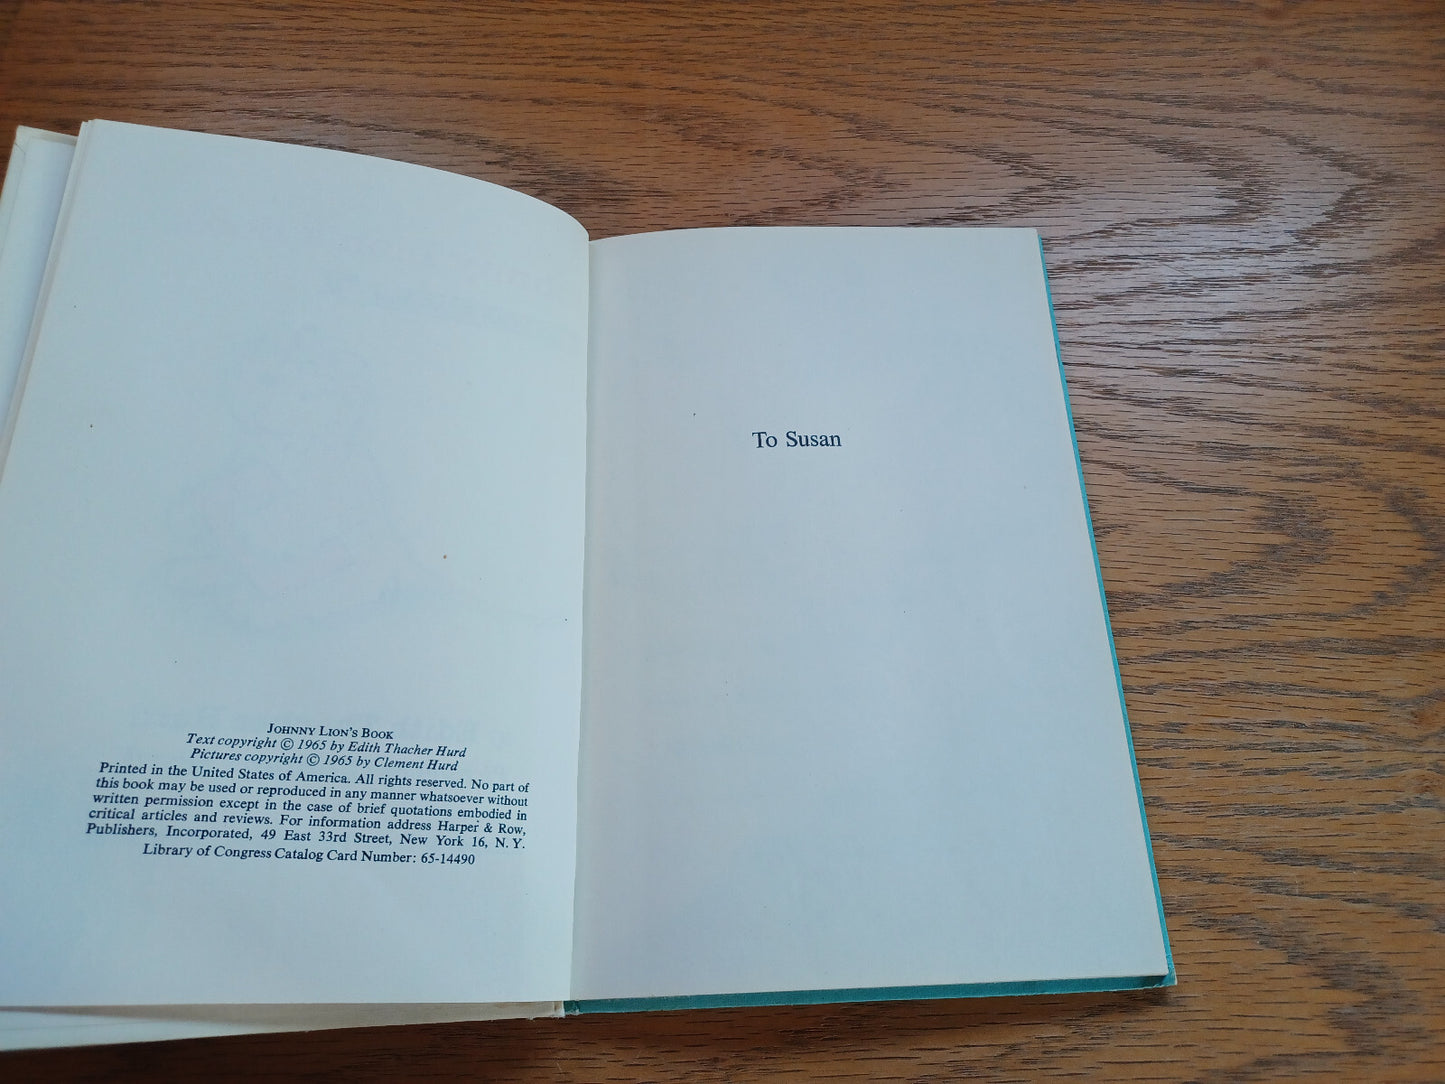 JOHNNY LION'S BOOK
Text copyright © 1965 by Edith Thacher Hurd
Pictures copyright © 1965 by Clement Hurd
Printed in the United States of America. All rights reserved. No part of
this book may be used or reproduced in any manner whatsoever without
written permission except in the case of brief quotations embodied in
critical articles and reviews. For information address Harper & Row,
Publishers, Incorporated, 49 East 33rd Street, New York 16, N. Y.
Library of Congress Catalog Card Number: 65-14490
To Susan